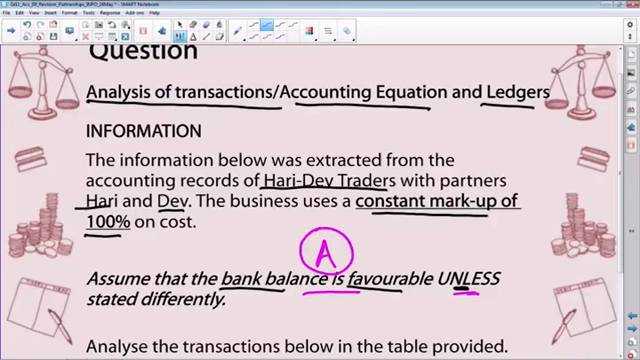 Gd12_Acc_09_Revision_Partnerships_INFO_26May * - SMART Notebook
File Edit View Insert Format Tools Add-ons Help
Question
Analysis of transactions/Accounting Equation and Ledgers
INFORMATION
The information below was extracted from the
accounting records of Hari-Dev Traders with partners
Hari and Dev. The business uses a constant mark-up of
100% on cost.
A
Assume that the bank balance is favourable UNLESS
stated differently.
Analyse the transactions below in the table provided.